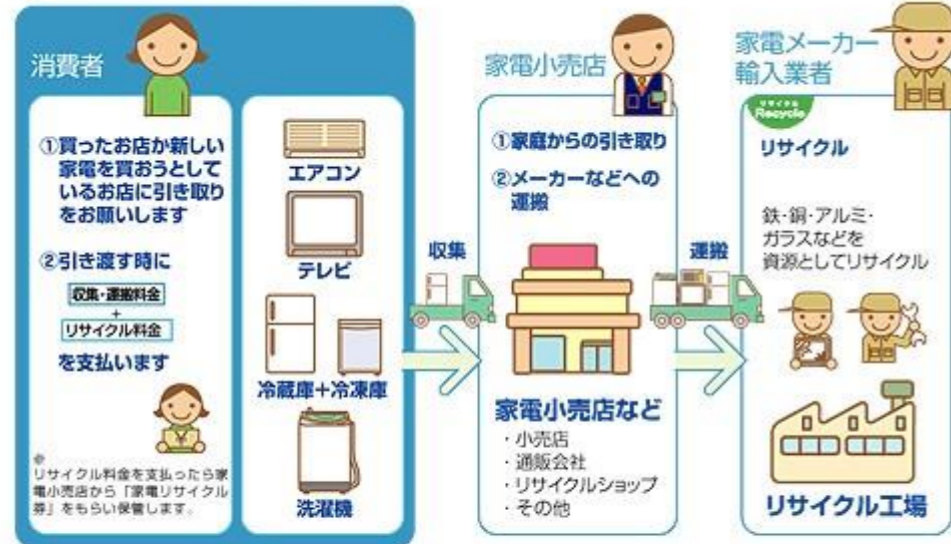 消費者
①買ったお店か新しい
家電を買おうとして
いるお店に引き取り
をお願いします
②引き渡す時に
収集・運搬料金
+
リサイクル料金
を支払います
※
リサイクル料金を支払ったら家
電小売店から「家電リサイクル
券」をもらい保管します。
エアコン
テレビ
冷蔵庫+冷凍庫
洗濯機
収集
家電小売店
①家庭からの引き取り
②メーカーなどへの
運搬
家電小売店など
・小売店
・通販会社
・リサイクルショップ
・その他
運搬
家電メーカー
輸入業者
リサイクル
Recycle
リサイクル
鉄・銅・アルミ・
ガラスなどを
資源としてリサイクル
リサイクル工場